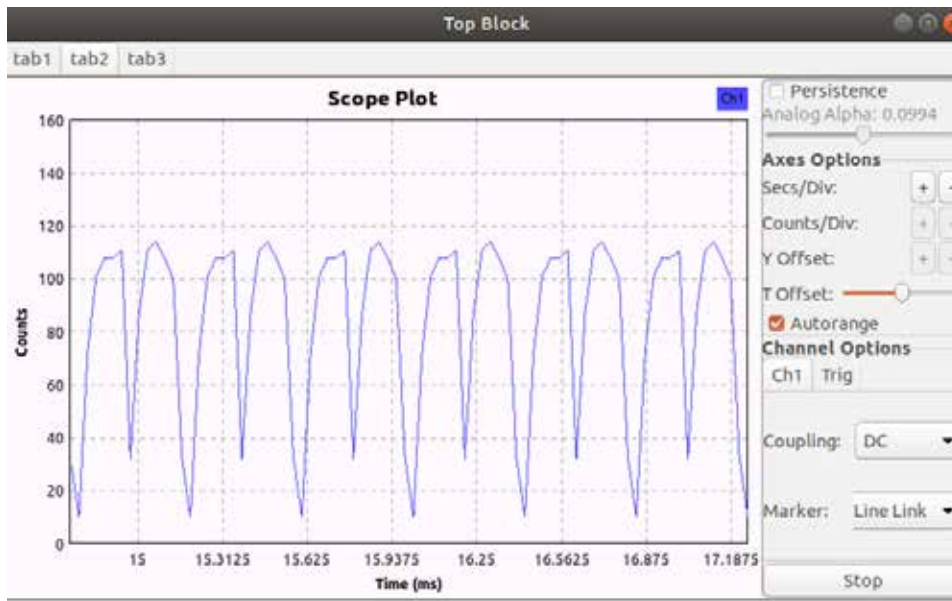 Top Block
tab1 tab2 tab3
Scope Plot
Ch1
160
140
120
100
80
60
40
20
0
Counts
15 15.3125 15.625 15.9375 16.25 16.5625 16.875 17.1875
Time (ms)
Persistence
Analog Alpha: 0.0994
Axes Options
Secs/Div: +
Counts/Div: +
Y Offset: +
T Offset:
Autorange
Channel Options
Ch1 Trig
Coupling: DC
Marker: Line Link
Stop